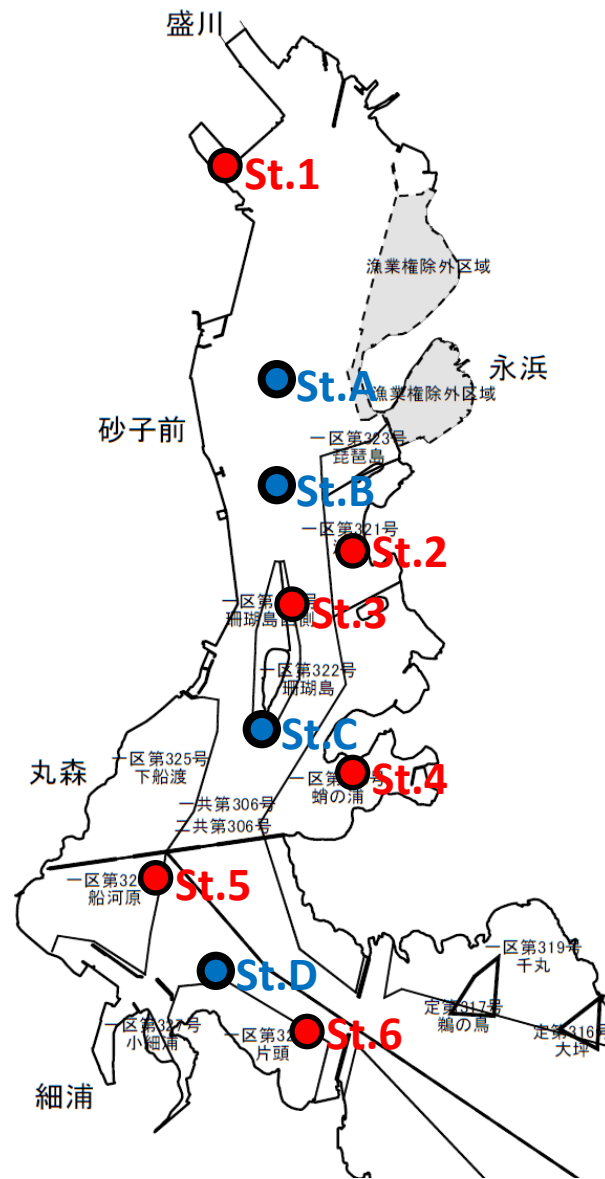 盛川
St.1
漁業権除外区域
永浜
St.A
漁業権除外区域
砂子前
一区第323号
琵琶島
St.B
一区第321号
St.2
St.3
珊瑚島
一区第322号
珊瑚島
St.C
一区第325号
下船渡
丸森
St.4
蛸の浦
一共第306号
二共第306号
St.5
船河原
一区第319号
千丸
St.D
定第317号
鵜の鳥
一区第327号
小細浦
St.6
片頭
定第316号
大坪
細浦